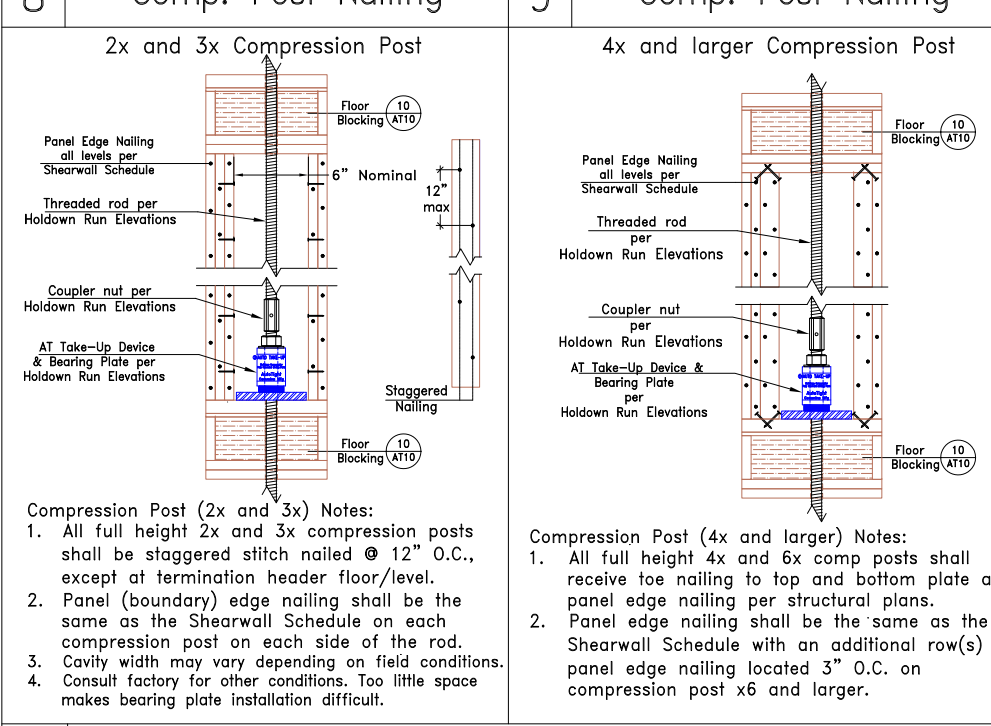 Comp. Post Nailing
Comp. Post Nailing
2x and 3x Compression Post
Floor
Blocking
10
AT10
Panel Edge Nailing
all levels per
Shearwall Schedule
6" Nominal
12"
max
Threaded rod per
Holdown Run Elevations
Coupler nut per
Holdown Run Elevations
AT Take-Up Device
& Bearing Plate per
Holdown Run Elevations
Staggered
Nailing
Floor
Blocking
10
AT10
Compression Post (2x and 3x) Notes:
1. All full height 2x and 3x compression posts
shall be staggered stitch nailed @ 12" O.C.,
except at termination header floor/level.
2. Panel (boundary) edge nailing shall be the
same as the Shearwall Schedule on each
compression post on each side of the rod.
3. Cavity width may vary depending on field conditions.
4. Consult factory for other conditions. Too little space
makes bearing plate installation difficult.
4x and larger Compression Post
Floor
Blocking
10
AT10
Panel Edge Nailing
all levels per
Shearwall Schedule
Threaded rod
per
Holdown Run Elevations
Coupler nut
per
Holdown Run Elevations
AT Take-Up Device &
Bearing Plate
per
Holdown Run Elevations
Floor
Blocking
10
AT10
Compression Post (4x and larger) Notes:
1. All full height 4x and 6x comp posts shall
receive toe nailing to top and bottom plate a
panel edge nailing per structural plans.
2. Panel edge nailing shall be the same as the
Shearwall Schedule with an additional row(s)
panel edge nailing located 3" O.C. on
compression post x6 and larger.